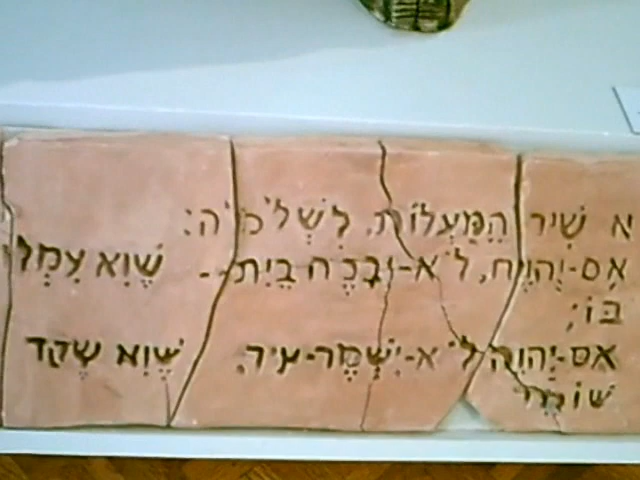 א שִׁיר הַמַּעֲלוֹת, לִשְׁלֹמֹה:
אִם-יְהוָה, לֹא-יִבְנֶה בַיִת-- שָׁוְא עָמְלוּ
בּוֹ;
אִם-יְהוָה לֹא-יִשְׁמָר-עִיר, שָׁוְא שָׁקַד
שׁוֹמֵר